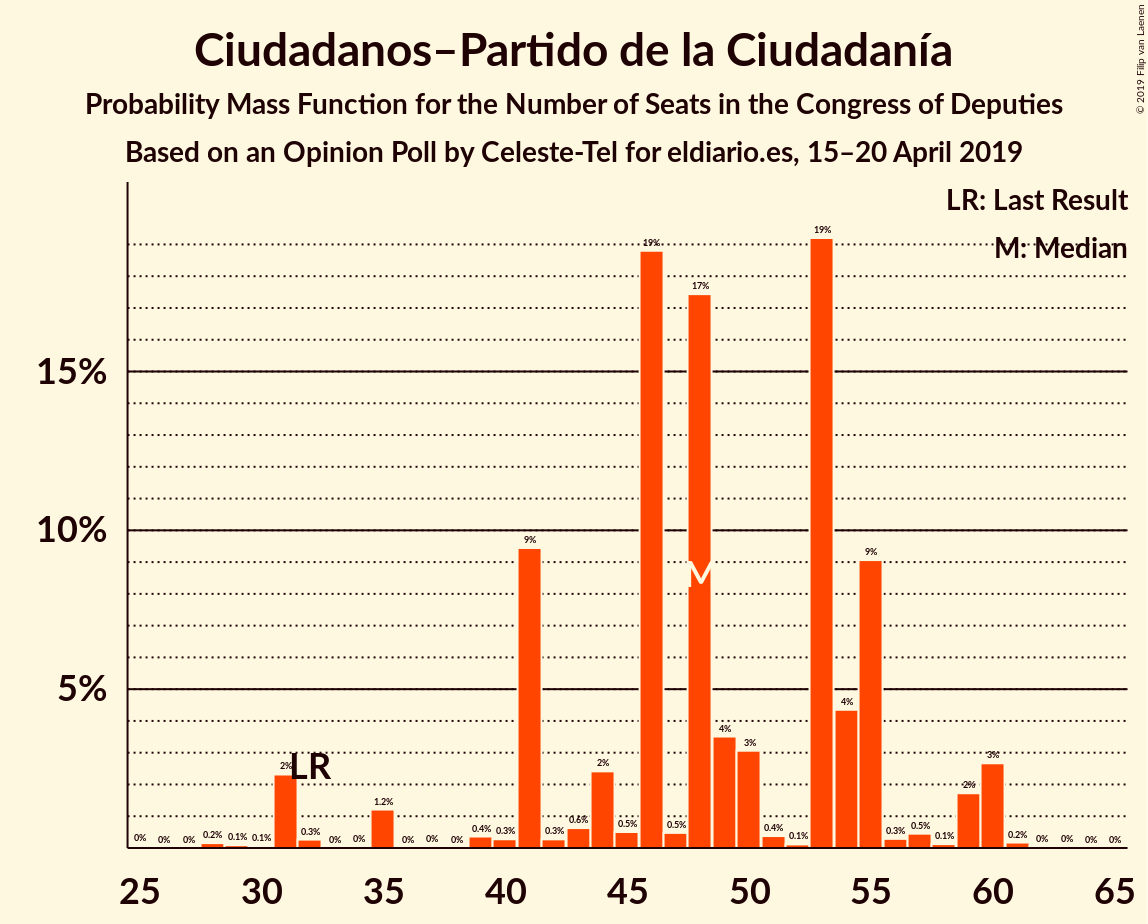 Ciudadanos–Partido de la Ciudadanía
Probability Mass Function for the Number of Seats in the Congress of Deputies
Based on an Opinion Poll by Celeste-Tel for eldiario.es, 15–20 April 2019
© 2019 Filip van Laenen
LR: Last Result
M: Median
15%
10%
5%
0% 0% 0% 0.2% 0.1% 0.1% 2% 0.3% 0% 0% 1.2% 0% 0% 0% 0.4% 0.3% 9% 0.3% 0.6% 2% 0.5% 19% 0.5% 17% 4% 3% 0.4% 0.1% 19% 4% 9% 0.3% 0.5% 0.1% 2% 3% 0.2% 0% 0% 0% 0%
LR
M
25 30 35 40 45 50 55 60 65